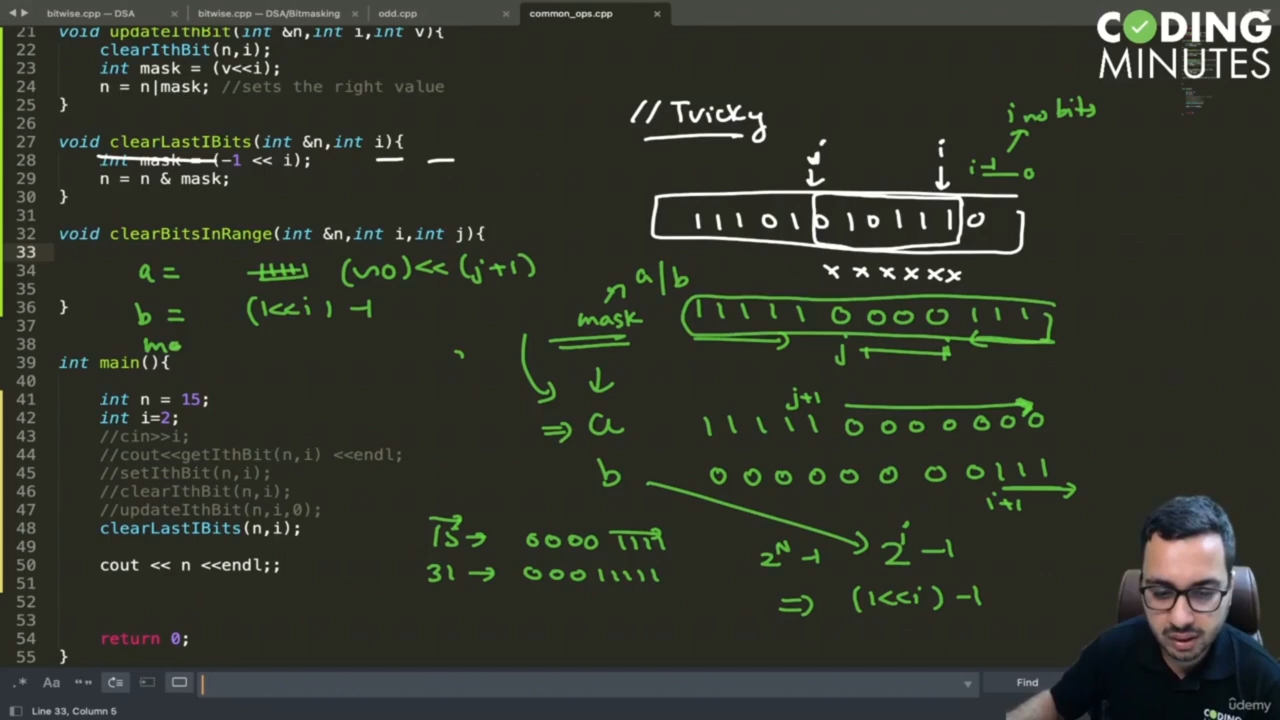 bitwise.cpp — DSA
bitwise.cpp — DSA/Bitmasking
odd.cpp
common_ops.cpp
CODING
MINUTES
21 void updateIthBit(int &n,int i,int v){
22 clearIthBit(n,i);
23 int mask = (v<<i);
24 n = n|mask; //sets the right value
25 }
26
27 void clearLastIBits(int &n,int i){
28 int mask = (-1 << i);
29 n = n & mask;
30 }
31
32 void clearBitsInRange(int &n,int i,int j){
33
34
35
36 }
37
38
39 int main(){
40
41 int n = 15;
42 int i=2;
43 //cin>>i;
44 //cout<<getIthBit(n,i) <<endl;
45 //setIthBit(n,i);
46 //clearIthBit(n,i);
47 //updateIthBit(n,i,0);
48 clearLastIBits(n,i);
49
50 cout << n <<endl;;
51
52
53
54 return 0;
55 }
a = (~0) << (j+1)
b = (1<<i) -1
// Tricky
i no bits
j i
i-1 0
1 1 1 0 1 0 1 0 1 1 1 0
x x x x x x
a|b
mask
1 1 1 1 1 0 0 0 0 1 1 1
j i
j+1
⇒ a 1 1 1 1 1 0 0 0 0 0 0 0
b 0 0 0 0 0 0 0 0 1 1 1
i+1
15 → 0000 1111
31 → 00011111
2^N -1
2^i -1
⇒ (1<<i) -1
.* Aa “”
Find
Line 33, Column 5
CODING
ûdemy